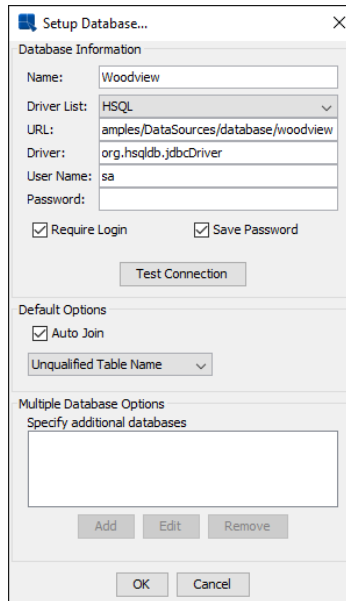 Setup Database...
Database Information
Name: Woodview
Driver List: HSQL
URL: amples/DataSources/database/woodview
Driver: org.hsqldb.jdbcDriver
User Name: sa
Password:
Require Login Save Password
Test Connection
Default Options
Auto Join
Unqualified Table Name
Multiple Database Options
Specify additional databases
Add Edit Remove
OK Cancel